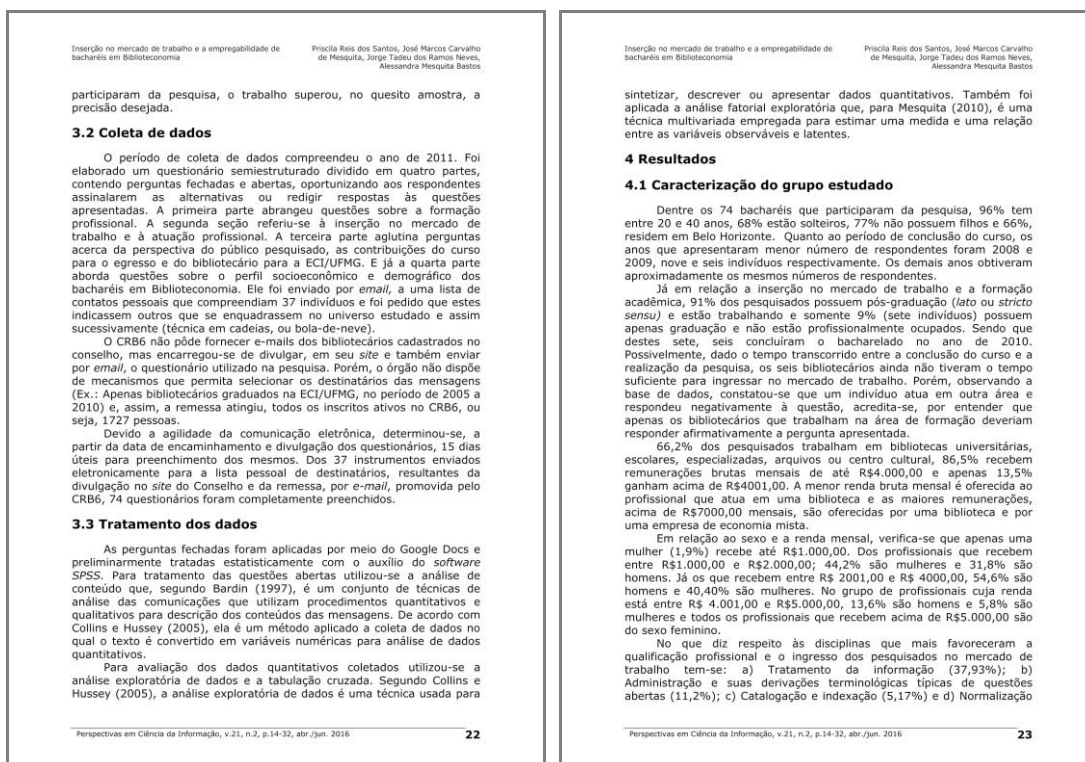 Inserção no mercado de trabalho e a empregabilidade de
bacharéis em Biblioteconomia
Priscila Reis dos Santos, José Marcos Carvalho
de Mesquita, Jorge Tadeu dos Ramos Neves,
Alessandra Mesquita Bastos
participaram da pesquisa, o trabalho superou, no quesito amostra, a
precisão desejada.
3.2 Coleta de dados
O período de coleta de dados compreendeu o ano de 2011. Foi
elaborado um questionário semiestruturado dividido em quatro partes,
contendo perguntas fechadas e abertas, oportunizando aos respondentes
assinalarem as alternativas ou redigir respostas às questões
apresentadas. A primeira parte abrangeu questões sobre a formação
profissional. A segunda seção referiu-se à inserção no mercado de
trabalho e à atuação profissional. A terceira parte aglutina perguntas
acerca da perspectiva do público pesquisado, as contribuições do curso
para o egresso e do bibliotecário para a ECI/UFMG. E já a quarta parte
aborda questões sobre o perfil socioeconômico e demográfico dos
bacharéis em Biblioteconomia. Ele foi enviado por email, a uma lista de
contatos pessoais que compreendiam 37 indivíduos e foi pedido que estes
indicassem outros que se enquadrassem no universo estudado e assim
sucessivamente (técnica em cadeias, ou bola-de-neve).
O CRB6 não pôde fornecer e-mails dos bibliotecários cadastrados no
conselho, mas encarregou-se de divulgar, em seu site e também enviar
por email, o questionário utilizado na pesquisa. Porém, o órgão não dispõe
de mecanismos que permita selecionar os destinatários das mensagens
(Ex.: Apenas bibliotecários graduados na ECI/UFMG, no período de 2005 a
2010) e, assim, a remessa atingiu, todos os inscritos ativos no CRB6, ou
seja, 1727 pessoas.
Devido a agilidade da comunicação eletrônica, determinou-se, a
partir da data de encaminhamento e divulgação dos questionários, 15 dias
úteis para preenchimento dos mesmos. Dos 37 instrumentos enviados
eletronicamente para a lista pessoal de destinatários, resultantes da
divulgação no site do Conselho e da remessa, por e-mail, promovida pelo
CRB6, 74 questionários foram completamente preenchidos.
3.3 Tratamento dos dados
As perguntas fechadas foram aplicadas por meio do Google Docs e
preliminarmente tratadas estatisticamente com o auxílio do software
SPSS. Para tratamento das questões abertas utilizou-se a análise de
conteúdo que, segundo Bardin (1997), é um conjunto de técnicas de
análise das comunicações que utilizam procedimentos quantitativos e
qualitativos para descrição dos conteúdos das mensagens. De acordo com
Collins e Hussey (2005), ela é um método aplicado a coleta de dados no
qual o texto é convertido em variáveis numéricas para análise de dados
quantitativos.
Para avaliação dos dados quantitativos coletados utilizou-se a
análise exploratória de dados e a tabulação cruzada. Segundo Collins e
Hussey (2005), a análise exploratória de dados é uma técnica usada para
Perspectivas em Ciência da Informação, v.21, n.2, p.14-32, abr./jun. 2016
22
Inserção no mercado de trabalho e a empregabilidade de
bacharéis em Biblioteconomia
Priscila Reis dos Santos, José Marcos Carvalho
de Mesquita, Jorge Tadeu dos Ramos Neves,
Alessandra Mesquita Bastos
sintetizar, descrever ou apresentar dados quantitativos. Também foi
aplicada a análise fatorial exploratória que, para Mesquita (2010), é uma
técnica multivariada empregada para estimar uma medida e uma relação
entre as variáveis observáveis e latentes.
4 Resultados
4.1 Caracterização do grupo estudado
Dentre os 74 bacharéis que participaram da pesquisa, 96% tem
entre 20 e 40 anos, 68% estão solteiros, 77% não possuem filhos e 66%,
residem em Belo Horizonte. Quanto ao período de conclusão do curso, os
anos que apresentaram menor número de respondentes foram 2008 e
2009, nove e seis indivíduos respectivamente. Os demais anos obtiveram
aproximadamente os mesmos números de respondentes.
Já em relação a inserção no mercado de trabalho e a formação
acadêmica, 91% dos pesquisados possuem pós-graduação (lato ou stricto
sensu) e estão trabalhando e somente 9% (sete indivíduos) possuem
apenas graduação e não estão profissionalmente ocupados. Sendo que
destes sete, seis concluíram o bacharelado no ano de 2010.
Possivelmente, dado o tempo transcorrido entre a conclusão do curso e a
realização da pesquisa, os seis bibliotecários ainda não tiveram o tempo
suficiente para ingressar no mercado de trabalho. Porém, observando a
base de dados, constatou-se que um indivíduo atua em outra área e
respondeu negativamente à questão, acredita-se, por entender que
apenas os bibliotecários que trabalham na área de formação deveriam
responder afirmativamente a pergunta apresentada.
66,2% dos pesquisados trabalham em bibliotecas universitárias,
escolares, especializadas, arquivos ou centro cultural, 86,5% recebem
remunerações brutas mensais de até R$4.000,00 e apenas 13,5%
ganham acima de R$4001,00. A menor renda bruta mensal é oferecida ao
profissional que atua em uma biblioteca e as maiores remunerações,
acima de R$7000,00 mensais, são oferecidas por uma biblioteca e por
uma empresa de economia mista.
Em relação ao sexo e a renda mensal, verifica-se que apenas uma
mulher (1,9%) recebe até R$1.000,00. Dos profissionais que recebem
entre R$1.000,00 e R$2.000,00; 44,2% são mulheres e 31,8% são
homens. Já os que recebem entre R$ 2001,00 e R$ 4000,00, 54,6% são
homens e 40,40% são mulheres. No grupo de profissionais cuja renda
está entre R$ 4.001,00 e R$5.000,00, 13,6% são homens e 5,8% são
mulheres e todos os profissionais que recebem acima de R$5.000,00 são
do sexo feminino.
No que diz respeito às disciplinas que mais favoreceram a
qualificação profissional e o ingresso dos pesquisados no mercado de
trabalho tem-se: a) Tratamento da informação (37,93%); b)
Administração e suas derivações terminológicas típicas de questões
abertas (11,2%); c) Catalogação e indexação (5,17%) e d) Normalização
Perspectivas em Ciência da Informação, v.21, n.2, p.14-32, abr./jun. 2016
23